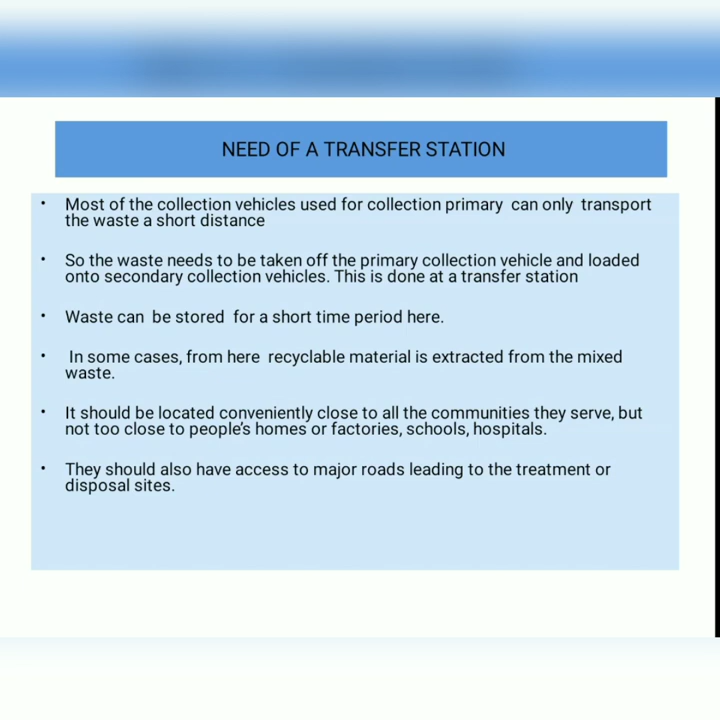 NEED OF A TRANSFER STATION
• Most of the collection vehicles used for collection primary can only transport
the waste a short distance
• So the waste needs to be taken off the primary collection vehicle and loaded
onto secondary collection vehicles. This is done at a transfer station
• Waste can be stored for a short time period here.
• In some cases, from here recyclable material is extracted from the mixed
waste.
• It should be located conveniently close to all the communities they serve, but
not too close to people's homes or factories, schools, hospitals.
• They should also have access to major roads leading to the treatment or
disposal sites.